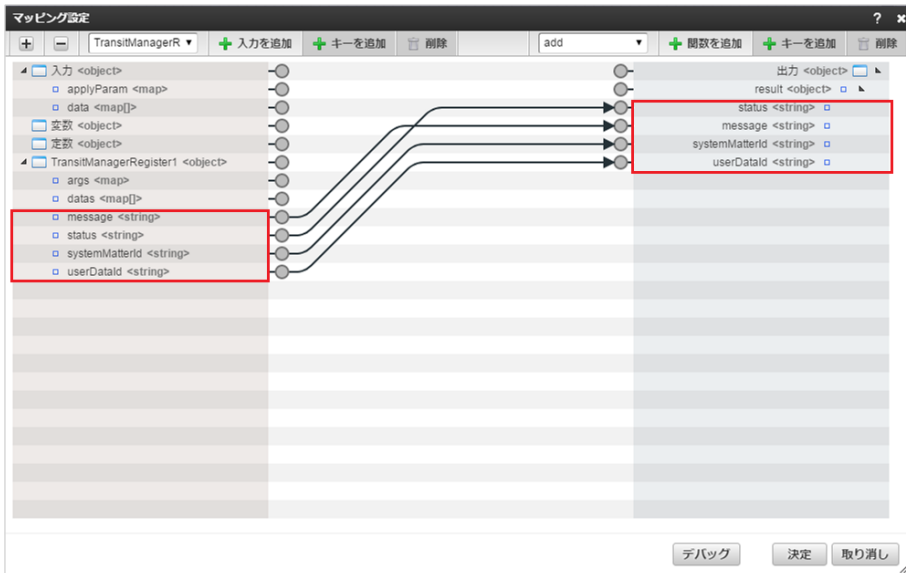 マッピング設定 ? ×
TransitManagerR ▼ 入力を追加 キーを追加 削除 add ▼ 関数を追加 キーを追加 削除
入力 <object> 出力 <object>
applyParam <map> result <object>
data <map[]> status <string>
変数 <object> message <string>
定数 <object> systemMatterId <string>
TransitManagerRegister1 <object> userDataId <string>
args <map>
datas <map[]>
message <string>
status <string>
systemMatterId <string>
userDataId <string>
デバッグ 決定 取り消し